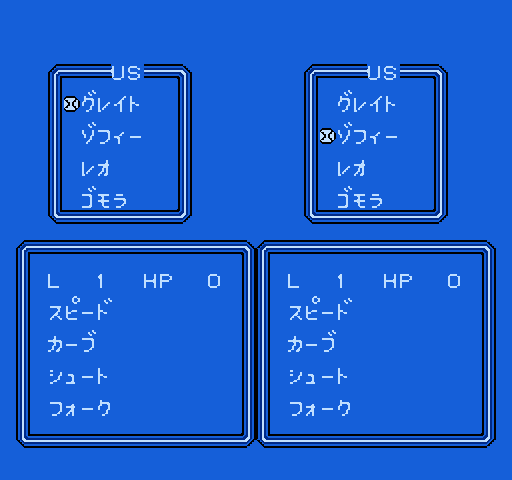 US
グレイト
ゾフィー
レオ
ゴモラ
US
グレイト
ゾフィー
レオ
ゴモラ
L 1 HP 0
スピード
カーブ
シュート
フォーク
L 1 HP 0
スピード
カーブ
シュート
フォーク